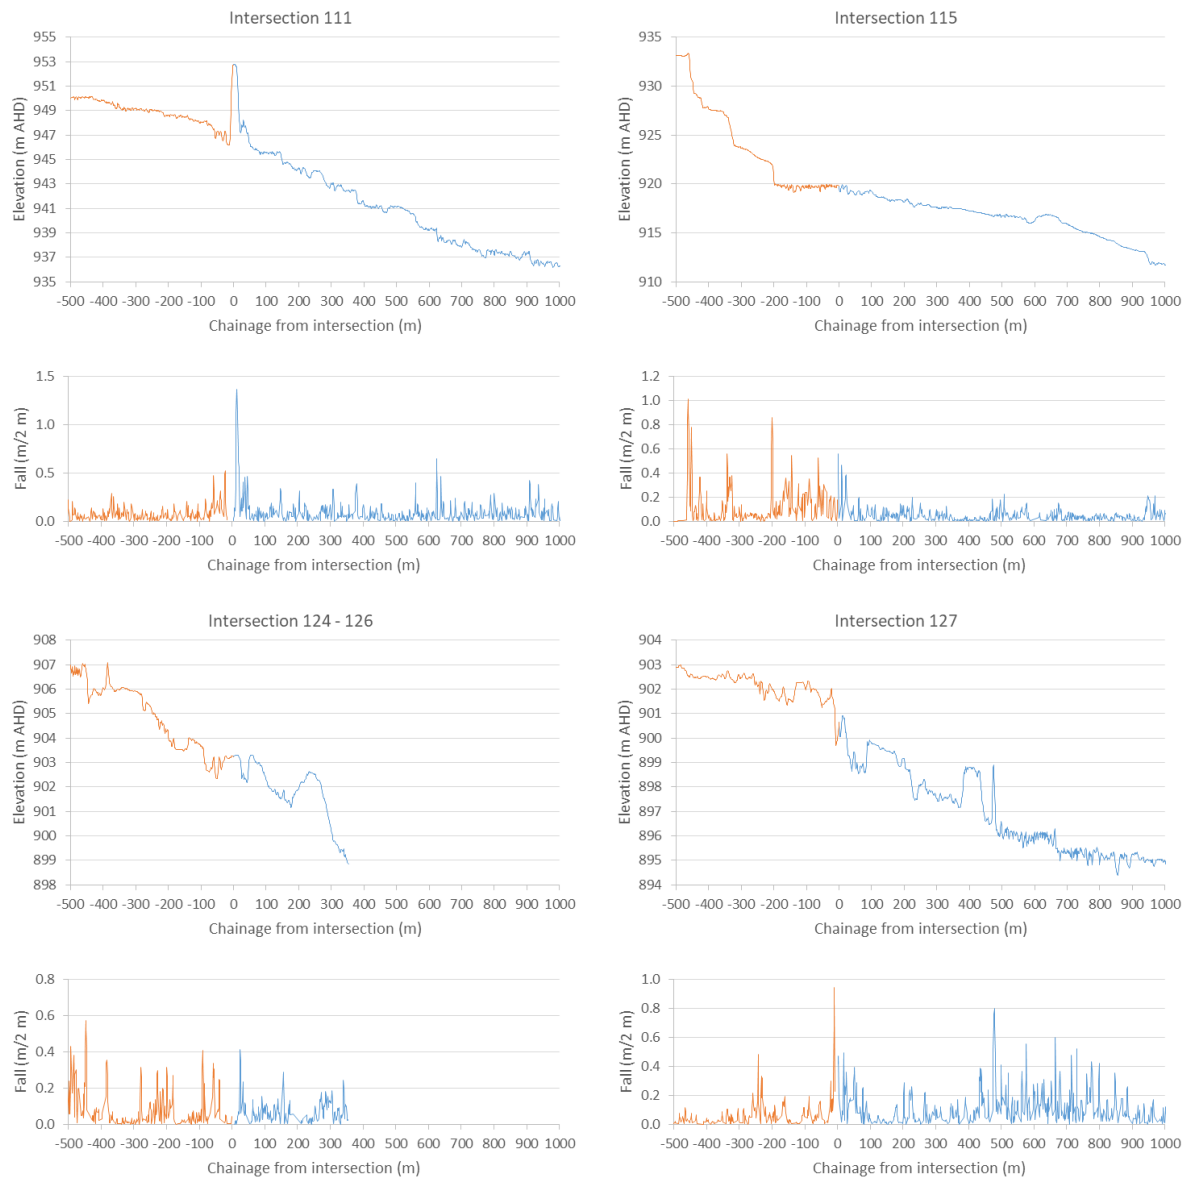 Intersection 111
955
953
951
949
947
945
943
941
939
937
935
Elevation (m AHD)
-500 -400 -300 -200 -100 0 100 200 300 400 500 600 700 800 900 1000
Chainage from intersection (m)
1.5
1.0
0.5
0.0
Fall (m/2 m)
-500 -400 -300 -200 -100 0 100 200 300 400 500 600 700 800 900 1000
Chainage from intersection (m)
Intersection 115
935
930
925
920
915
910
Elevation (m AHD)
-500 -400 -300 -200 -100 0 100 200 300 400 500 600 700 800 900 1000
Chainage from intersection (m)
1.2
1.0
0.8
0.6
0.4
0.2
0.0
Fall (m/2 m)
-500 -400 -300 -200 -100 0 100 200 300 400 500 600 700 800 900 1000
Chainage from intersection (m)
Intersection 124 - 126
908
907
906
905
904
903
902
901
900
899
898
Elevation (m AHD)
-500 -400 -300 -200 -100 0 100 200 300 400 500 600 700 800 900 1000
Chainage from intersection (m)
0.8
0.6
0.4
0.2
0.0
Fall (m/2 m)
-500 -400 -300 -200 -100 0 100 200 300 400 500 600 700 800 900 1000
Chainage from intersection (m)
Intersection 127
904
903
902
901
900
899
898
897
896
895
894
Elevation (m AHD)
-500 -400 -300 -200 -100 0 100 200 300 400 500 600 700 800 900 1000
Chainage from intersection (m)
1.0
0.8
0.6
0.4
0.2
0.0
Fall (m/2 m)
-500 -400 -300 -200 -100 0 100 200 300 400 500 600 700 800 900 1000
Chainage from intersection (m)